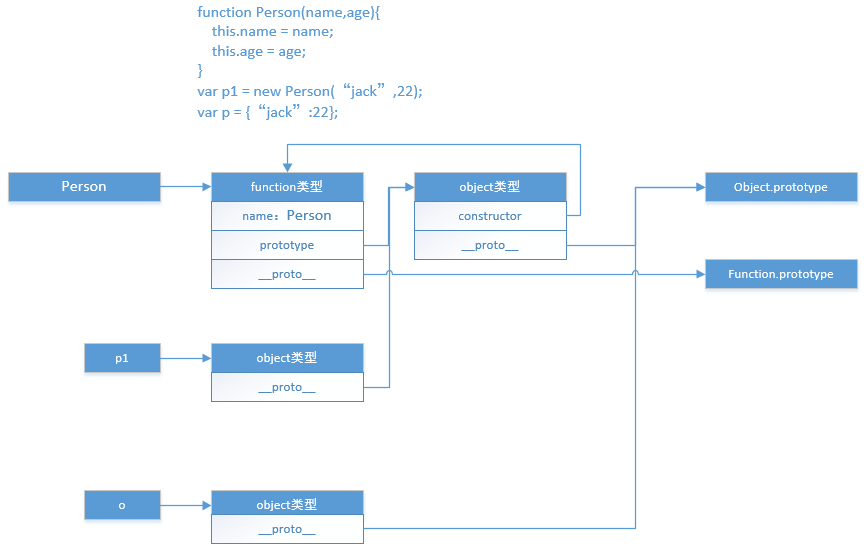 function Person(name,age){
this.name = name;
this.age = age;
}
var p1 = new Person(“jack”,22);
var p = {“jack”:22};
Person
function类型
object类型
Object.prototype
name：Person
constructor
prototype
__proto__
__proto__
Function.prototype
p1
object类型
__proto__
o
object类型
__proto__